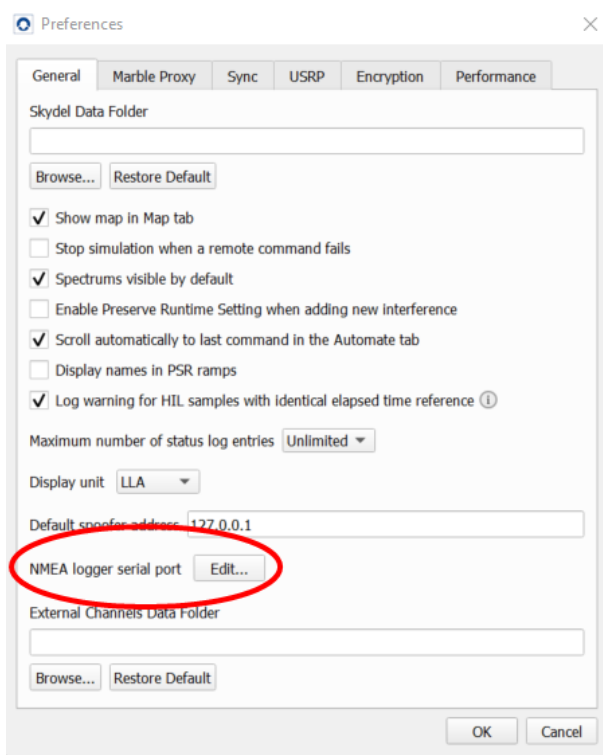 Preferences
General Marble Proxy Sync USRP Encryption Performance
Skydel Data Folder
Browse... Restore Default
Show map in Map tab
Stop simulation when a remote command fails
Spectrums visible by default
Enable Preserve Runtime Setting when adding new interference
Scroll automatically to last command in the Automate tab
Display names in PSR ramps
Log warning for HIL samples with identical elapsed time reference
Maximum number of status log entries Unlimited
Display unit LLA
Default spoofer address 127.0.0.1
NMEA logger serial port Edit...
External Channels Data Folder
Browse... Restore Default
OK Cancel